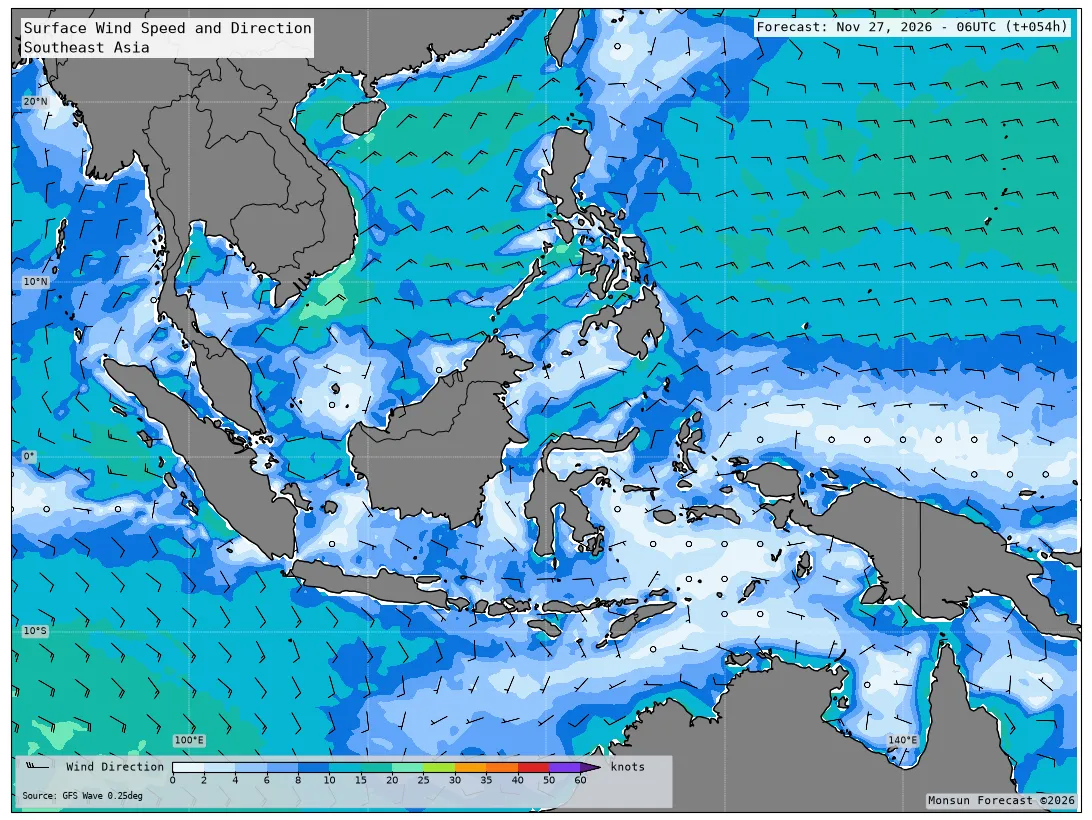 Surface Wind Speed and Direction
Southeast Asia
Forecast: Nov 27, 2026 - 06UTC (t+054h)
20°N
10°N
0°
10°S
100°E
140°E
Wind Direction
0 2 4 6 8 10 15 20 25 30 35 40 50 60
knots
Source: GFS Wave 0.25deg
Monsun Forecast ©2026